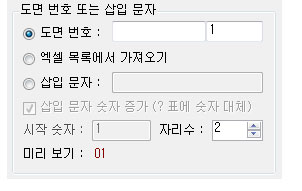 도면 번호 또는 삽입 문자
도면 번호 : 1
엑셀 목록에서 가져오기
삽입 문자 :
삽입 문자 숫자 증가 (? 표에 숫자 대체)
시작 숫자 : 1 자리수 : 2
미리 보기 : 01